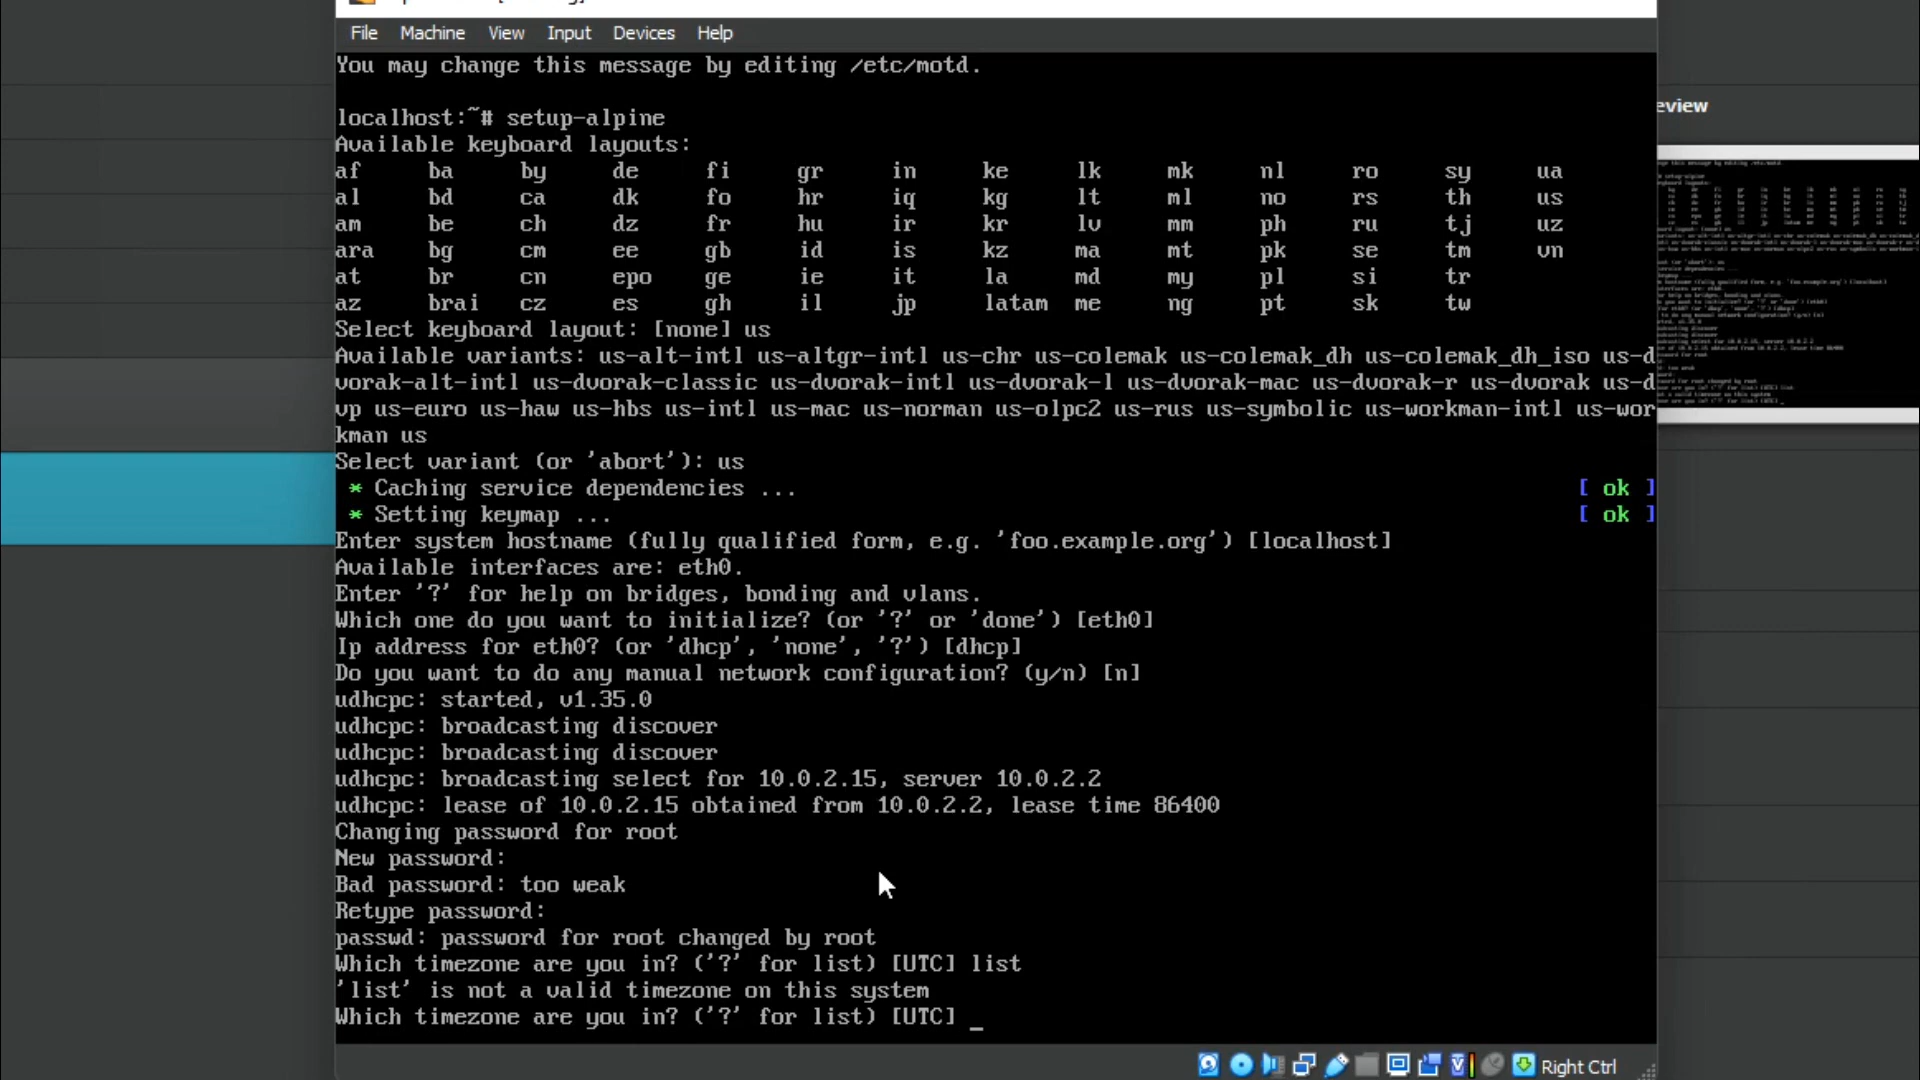 File Machine View Input Devices Help
You may change this message by editing /etc/motd.
localhost:~# setup-alpine
Available keyboard layouts:
af ba by de fi gr in ke lk mk nl ro sy ua
al bd ca dk fo hr iq kg lt ml no rs th us
am be ch dz fr hu ir kr lv mm ph ru tj uz
ara bg cm ee gb id is kz ma mt pk se tm vn
at br cn epo ge ie it la md my pl si tr
az brai cz es gh il jp latam me ng pt sk tw
Select keyboard layout: [none] us
Available variants: us-alt-intl us-altgr-intl us-chr us-colemak us-colemak_dh us-colemak_dh_iso us-d
vorak-alt-intl us-dvorak-classic us-dvorak-intl us-dvorak-l us-dvorak-mac us-dvorak-r us-dvorak us-d
vp us-euro us-haw us-hbs us-intl us-mac us-norman us-olpc2 us-rus us-symbolic us-workman-intl us-wor
kman us
Select variant (or 'abort'): us
* Caching service dependencies ... [ ok ]
* Setting keymap ... [ ok ]
Enter system hostname (fully qualified form, e.g. 'foo.example.org') [localhost]
Available interfaces are: eth0.
Enter '?' for help on bridges, bonding and vlans.
Which one do you want to initialize? (or '?' or 'done') [eth0]
Ip address for eth0? (or 'dhcp', 'none', '?') [dhcp]
Do you want to do any manual network configuration? (y/n) [n]
udhcpc: started, v1.35.0
udhcpc: broadcasting discover
udhcpc: broadcasting discover
udhcpc: broadcasting select for 10.0.2.15, server 10.0.2.2
udhcpc: lease of 10.0.2.15 obtained from 10.0.2.2, lease time 86400
Changing password for root
New password:
Bad password: too weak
Retype password:
passwd: password for root changed by root
Which timezone are you in? ('?' for list) [UTC] list
'list' is not a valid timezone on this system
Which timezone are you in? ('?' for list) [UTC] _
Right Ctrl
eview